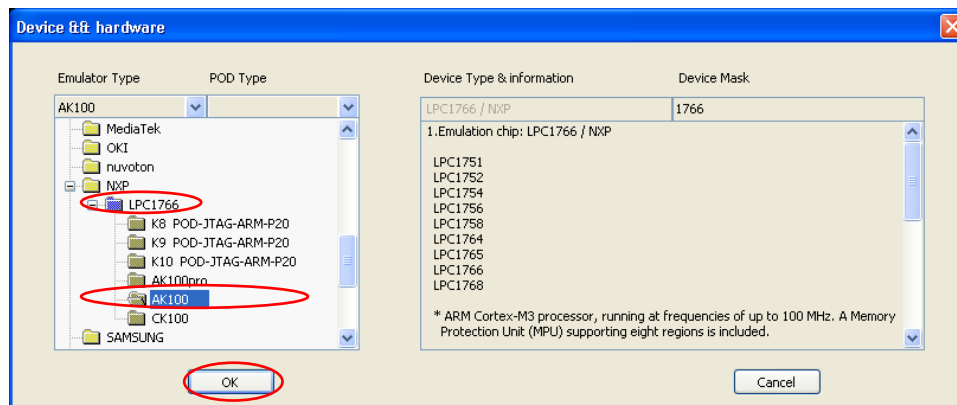 Device && hardware
Emulator Type POD Type Device Type & information Device Mask
AK100 LPC1766 / NXP 1766
MediaTek
OKI
nuvoton
NXP
LPC1766
K8 POD-JTAG-ARM-P20
K9 POD-JTAG-ARM-P20
K10 POD-JTAG-ARM-P20
AK100pro
AK100
CK100
SAMSUNG
1.Emulation chip: LPC1766 / NXP
LPC1751
LPC1752
LPC1754
LPC1756
LPC1758
LPC1764
LPC1765
LPC1766
LPC1768
* ARM Cortex-M3 processor, running at frequencies of up to 100 MHz. A Memory
Protection Unit (MPU) supporting eight regions is included.
OK Cancel